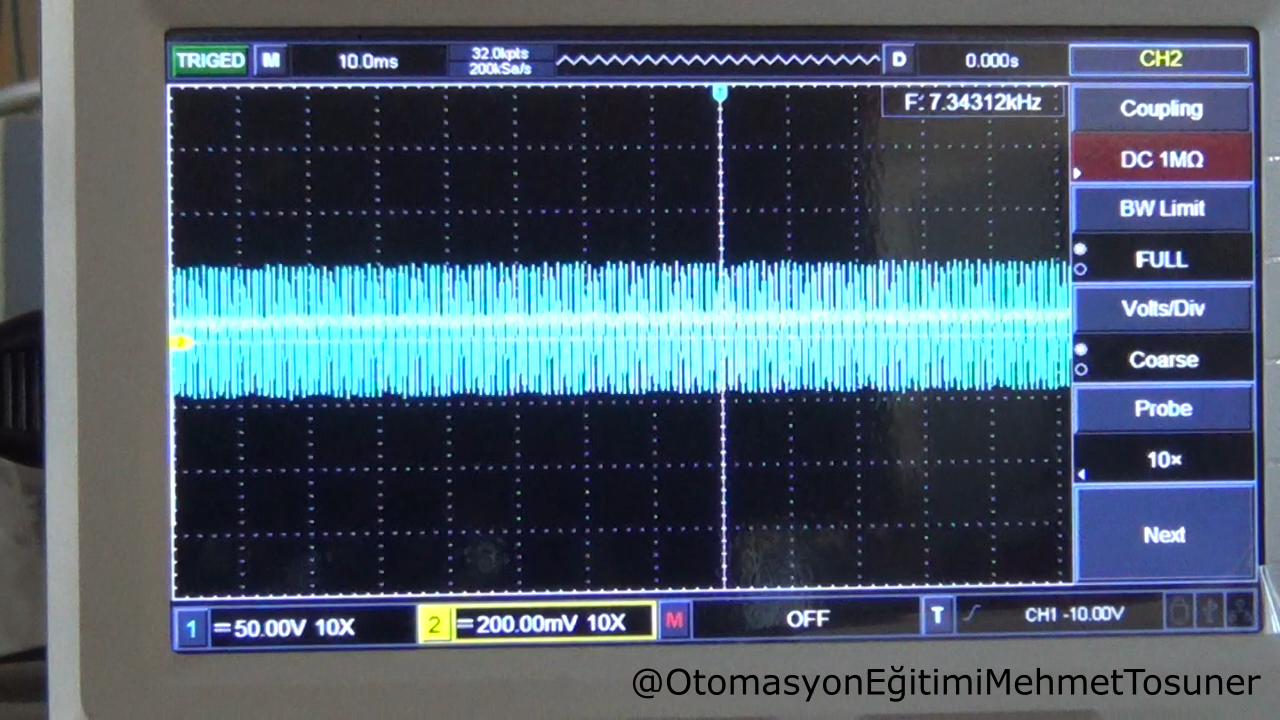 TRIGED M 10.0ms 32.0kpts D 0.000s CH2
200kSa/s
F: 7.34312kHz
Coupling
DC 1MΩ
BW Limit
FULL
Volts/Div
Coarse
Probe
10×
Next
2
1 50.00V 10X 2 200.00mV 10X M OFF T CH1 -10.00V
@OtomasyonEğitimiMehmetTosuner